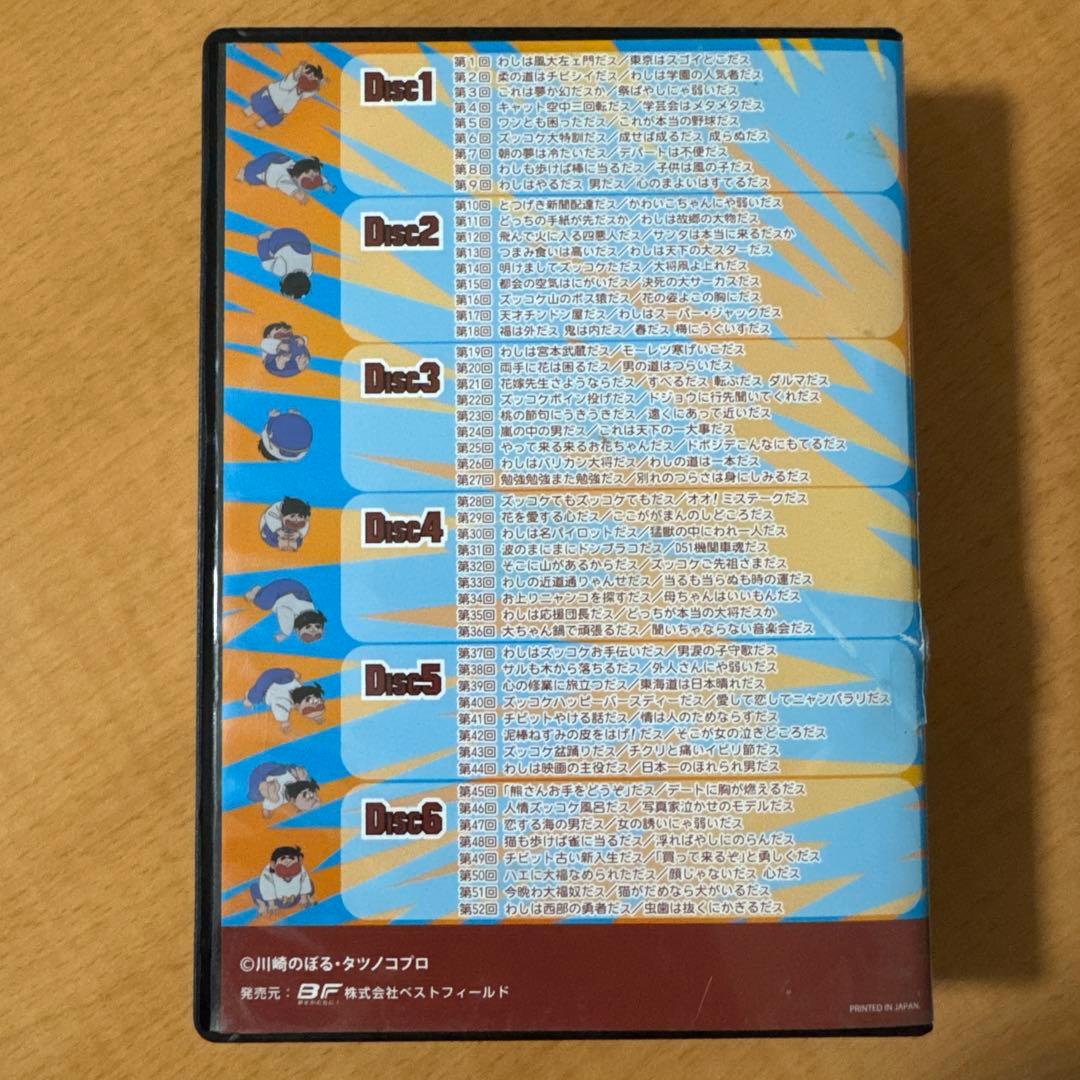 Disc1
第1回 わしは風大左ェ門だス/東京はスゴイとこだス
第2回 柔の道はチビシイだス/わしは学園の人気者だス
第3回 これは夢か幻だスか/祭ばやしにゃ弱いだス
第4回 キャット空中三回転だス/学芸会はメタメタだス
第5回 ワンとも困っただス/これが本当の野球だス
第6回 ズッコケ大特訓だス/成せば成るだス 成らぬだス
第7回 朝の夢は冷たいだス/デパートは不便だス
第8回 わしも歩けば棒に当るだス/子供は風の子だス
第9回 わしはやるだス 男だス/心のまよいはすてるだス
Disc2
第10回 とつげき新聞配達だス/かわいこちゃんにや弱いだス
第11回 どっちの手紙が先だスか/わしは故郷の大物だス
第12回 飛んで火に入る四悪人だス/サンタは本当に来るだスか
第13回 つまみ食いは高いだス/わしは天下の大スターだス
第14回 明けましてズッコケただス/大将凧よ上れだス
第15回 都会の空気はにがいだス/決死の大サーカスだス
第16回 ズッコケ山のボス猿だス/花の姿よこの胸にだス
第17回 天才チンドン屋だス/わしはスーパー・ジャックだス
第18回 福は外だス 鬼は内だス/春だス 梅にうぐいすだス
Disc3
第19回 わしは宮本武蔵だス/モーレツ寒げいこだス
第20回 両手に花は困るだス/男の道はつらいだス
第21回 花嫁先生さようならだス/すべるだス 転ぶだス ダルマだス
第22回 ズッコケボイン投げだス/ドジョウに行先聞いてくれだス
第23回 桃の節句にうきうきだス/遠くにあって近いだス
第24回 嵐の中の男だス/これは天下の一大事だス
第25回 やって来る来るお花ちゃんだス/ドボシテこんなにもてるだス
第26回 わしはバリカン大将だス/わしの道は一本だス
第27回 勉強勉強また勉強だス/別れのつらさは身にしみるだス
Disc4
第28回 ズッコケてもズッコケてもだス/オオ!ミステークだス
第29回 花を愛する心だス/ここががまんのしどころだス
第30回 わしは名パイロットだス/猛獣の中にわれ一人だス
第31回 波のまにまにドンブラコだス/D51機関車魂だス
第32回 そこに山があるからだス/ズッコケご先祖さまだス
第33回 わしの近道通りゃんせだス/当るも当らぬも時の運だス
第34回 お上りニャンコを探すだス/母ちゃんはいいもんだス
第35回 わしは応援団長だス/どっちが本当の大将だスか
第36回 大ちゃん鍋で頑張るだス/聞いちゃならない音楽会だス
Disc5
第37回 わしはズッコケお手伝いだス/男涙の子守歌だス
第38回 サルも木から落ちるだス/外人さんにや弱いだス
第39回 心の修業に旅立つだス/東海道は日本晴れだス
第40回 ズッコケハッピーバースディーだス/愛して恋してニャンパラリだス
第41回 チビットやける話だス/情は人のためならずだス
第42回 泥棒ねずみの皮をはげ!だス/そこが女の泣きどころだス
第43回 ズッコケ盆踊りだス/チクリと痛いイビリ節だス
第44回 わしは映画の主役だス/日本一のほれられ男だス
Disc6
第45回 「熊さんお手をどうぞ」だス/デートに胸が燃えるだス
第46回 人情ズッコケ風呂だス/写真家泣かせのモデルだス
第47回 恋する海の男だス/女の誘いにゃ弱いだス
第48回 猫も歩けば雀に当るだス/浮ればやしにのらんだス
第49回 チビット古い新入生だス/「買って来るぞ」と勇しくだス
第50回 ハエに大福なめられただス/顔じゃないだス 心だス
第51回 今晩わ大福奴だス/猫がだめなら犬がいるだス
第52回 わしは西部の勇者だス/虫歯は抜くにかぎるだス
©川崎のぼる・タツノコプロ
発売元: BF 株式会社ベストフィールド
PRINTED IN JAPAN.